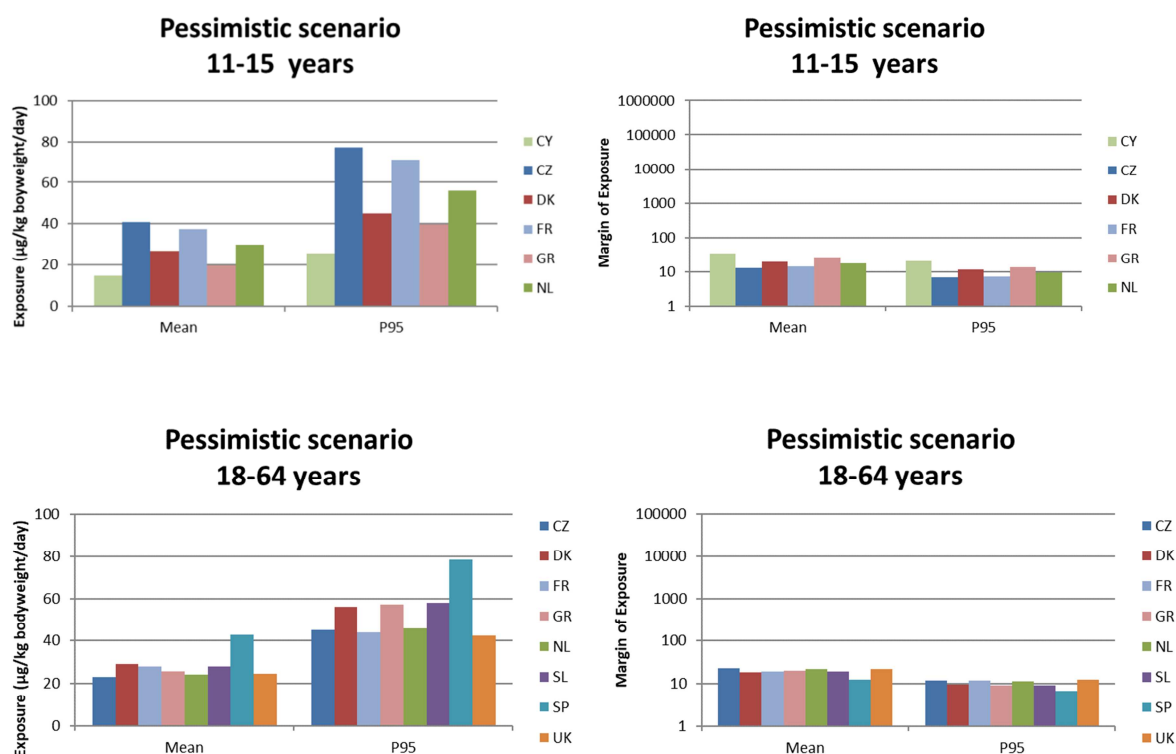 Pessimistic scenario
11-15 years
Exposure (µg/kg boyweight/day)
100
80
60
40
20
0
Mean
P95
CY
CZ
DK
FR
GR
NL
Pessimistic scenario
11-15 years
Margin of Exposure
1000000
100000
10000
1000
100
10
1
Mean
P95
CY
CZ
DK
FR
GR
NL
Pessimistic scenario
18-64 years
Exposure (µg/kg bodyweight/day)
100
80
60
40
20
0
Mean
P95
CZ
DK
FR
GR
NL
SL
SP
UK
Pessimistic scenario
18-64 years
Margin of Exposure
100000
10000
1000
100
10
1
Mean
P95
CZ
DK
FR
GR
NL
SL
SP
UK